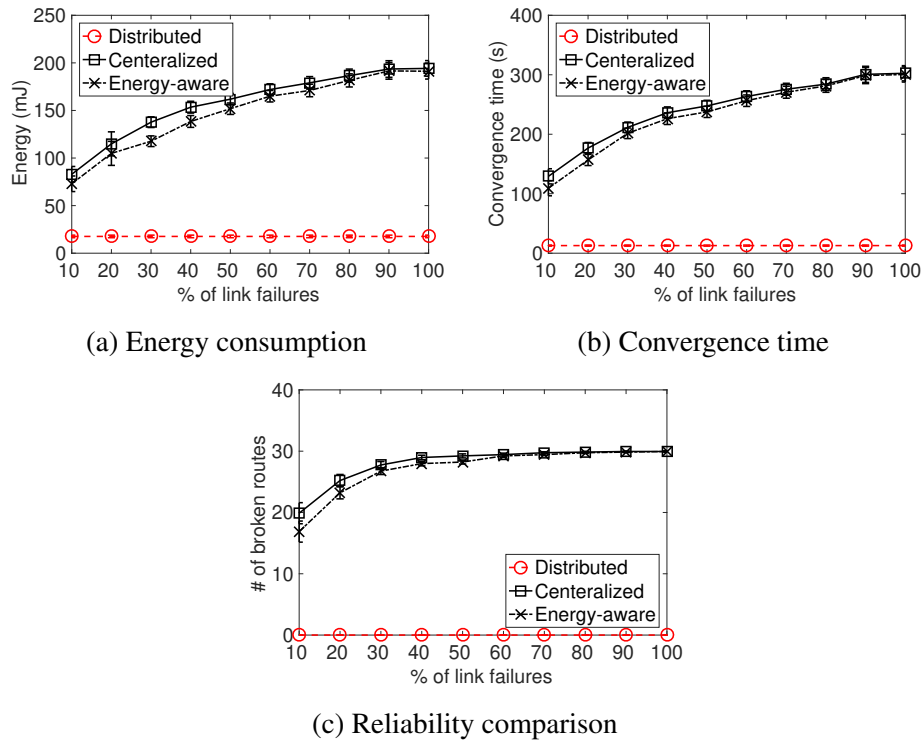 250
200
150
100
50
0
Energy (mJ)
Distributed
Centeralized
Energy-aware
10 20 30 40 50 60 70 80 90 100
% of link failures
(a) Energy consumption
400
300
200
100
0
Convergence time (s)
Distributed
Centeralized
Energy-aware
10 20 30 40 50 60 70 80 90 100
% of link failures
(b) Convergence time
40
30
20
10
0
# of broken routes
Distributed
Centeralized
Energy-aware
10 20 30 40 50 60 70 80 90 100
% of link failures
(c) Reliability comparison